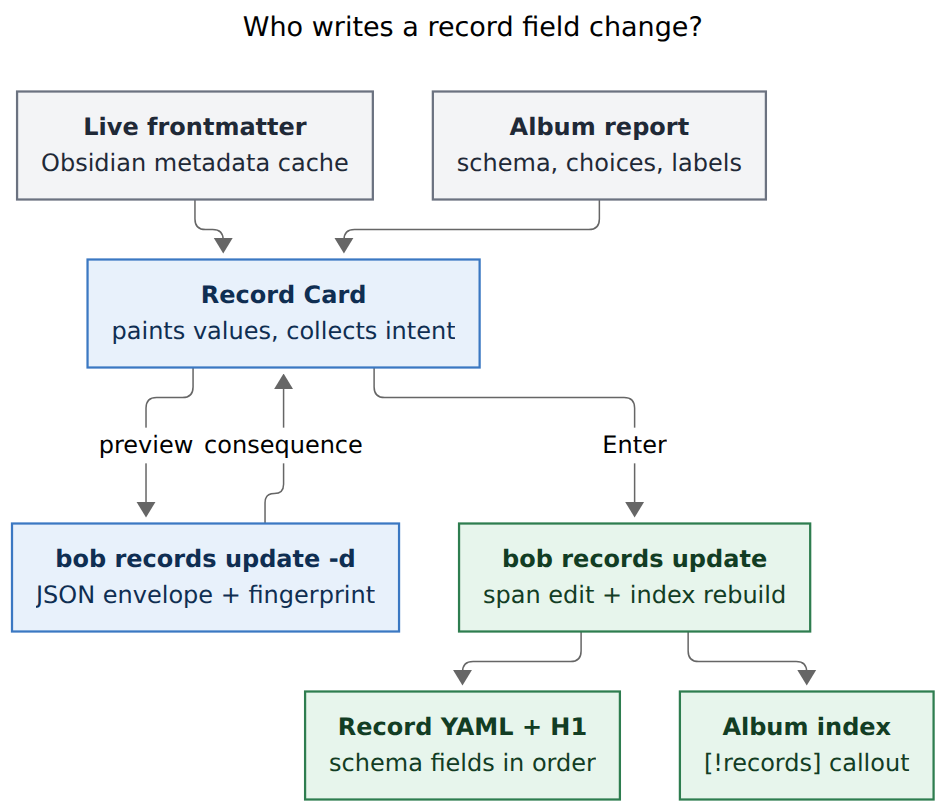 Who writes a record field change?
Live frontmatter
Obsidian metadata cache
Album report
schema, choices, labels
Record Card
paints values, collects intent
preview
consequence
Enter
bob records update -d
JSON envelope + fingerprint
bob records update
span edit + index rebuild
Record YAML + H1
schema fields in order
Album index
[!records] callout